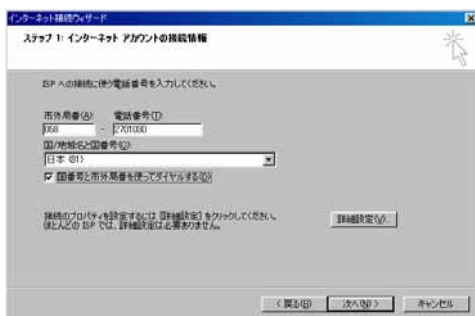 インターネット接続ウィザード
ステップ 1: インターネット アカウントの接続情報
ISP への接続に使う電話番号を入力してください。
市外局番(A): 電話番号(T):
058 - 2701030
国/地域名と国番号(C):
日本 (81)
国番号と市外局番を使ってダイヤルする(D)
接続のプロパティを設定するには [詳細設定] をクリックしてください。
ほとんどの ISP では、詳細設定は必要ありません。
詳細設定(V)...
< 戻る(B) 次へ(N) > キャンセル